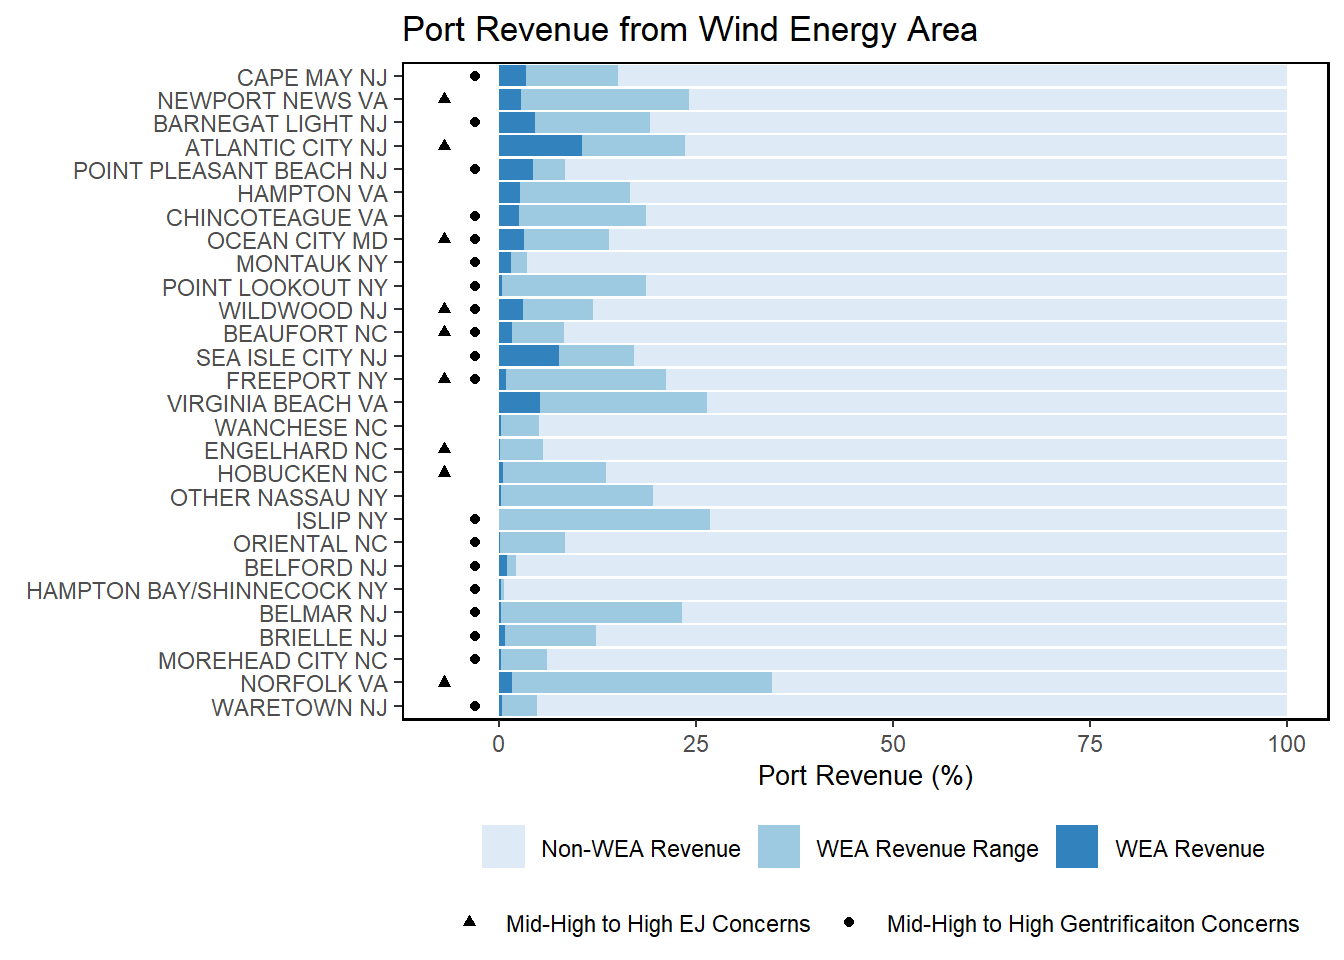 Port Revenue from Wind Energy Area
CAPE MAY NJ
NEWPORT NEWS VA
BARNEGAT LIGHT NJ
ATLANTIC CITY NJ
POINT PLEASANT BEACH NJ
HAMPTON VA
CHINCOTEAGUE VA
OCEAN CITY MD
MONTAUK NY
POINT LOOKOUT NY
WILDWOOD NJ
BEAUFORT NC
SEA ISLE CITY NJ
FREEPORT NY
VIRGINIA BEACH VA
WANCHESE NC
ENGELHARD NC
HOBUCKEN NC
OTHER NASSAU NY
ISLIP NY
ORIENTAL NC
BELFORD NJ
HAMPTON BAY/SHINNECOCK NY
BELMAR NJ
BRIELLE NJ
MOREHEAD CITY NC
NORFOLK VA
WARETOWN NJ
0 25 50 75 100
Port Revenue (%)
Non-WEA Revenue WEA Revenue Range WEA Revenue
Mid-High to High EJ Concerns Mid-High to High Gentrificaiton Concerns